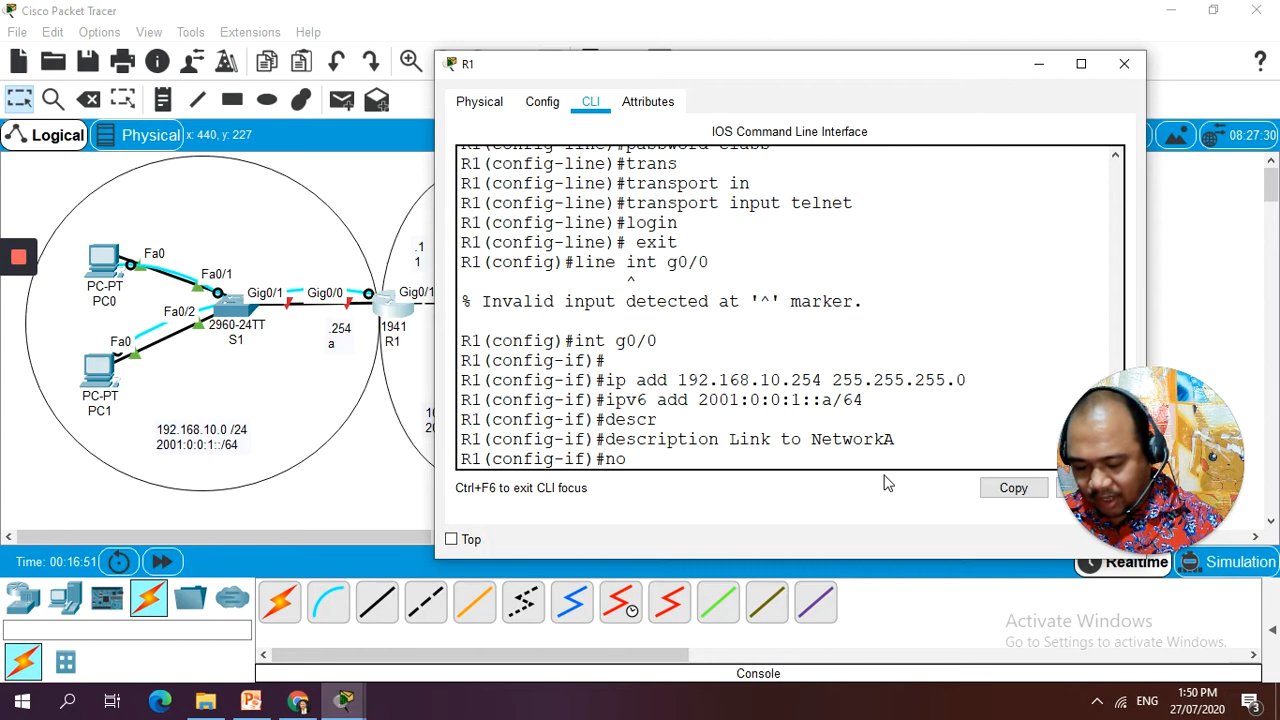 Cisco Packet Tracer
File Edit Options View Tools Extensions Help
Logical
Physical x: 440, y: 227
08:27:30
R1
Physical Config CLI Attributes
IOS Command Line Interface
R1(config-line)#trans
R1(config-line)#transport in
R1(config-line)#transport input telnet
R1(config-line)#login
R1(config-line)# exit
R1(config)#line int g0/0
^
% Invalid input detected at '^' marker.
R1(config)#int g0/0
R1(config-if)#
R1(config-if)#ip add 192.168.10.254 255.255.255.0
R1(config-if)#ipv6 add 2001:0:0:1::a/64
R1(config-if)#descr
R1(config-if)#description Link to NetworkA
R1(config-if)#no
Ctrl+F6 to exit CLI focus
Copy
Top
Fa0
PC-PT
PC0
Fa0/1
Gig0/1
Gig0/0
Gig0/1
Fa0/2
2960-24TT
S1
.254
a
1941
R1
.1
1
Fa0
PC-PT
PC1
192.168.10.0 /24
2001:0:0:1::/64
10
20
Time: 00:16:51
Realtime
Simulation
Activate Windows
Go to Settings to activate Windows.
Console
ENG
1:50 PM
27/07/2020
3